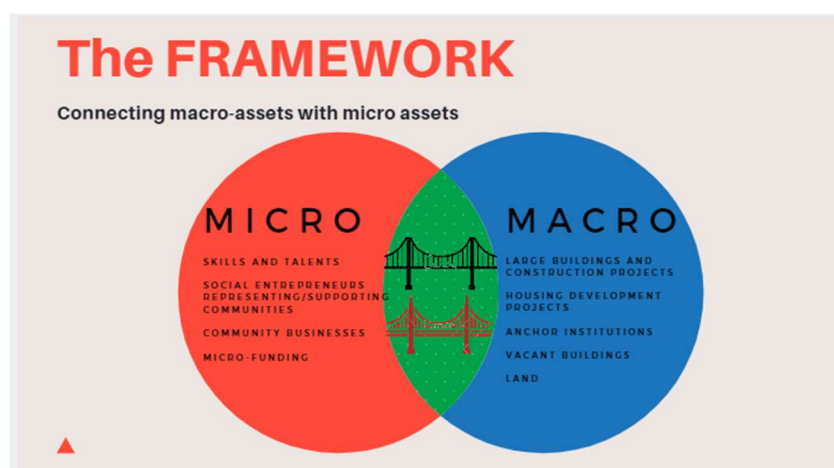 The FRAMEWORK
Connecting macro-assets with micro assets
MICRO
SKILLS AND TALENTS
SOCIAL ENTREPRENEURS
REPRESENTING/SUPPORTING
COMMUNITIES
COMMUNITY BUSINESSES
MICRO-FUNDING
MACRO
LARGE BUILDINGS AND
CONSTRUCTION PROJECTS
HOUSING DEVELOPMENT
PROJECTS
ANCHOR INSTITUTIONS
VACANT BUILDINGS
LAND